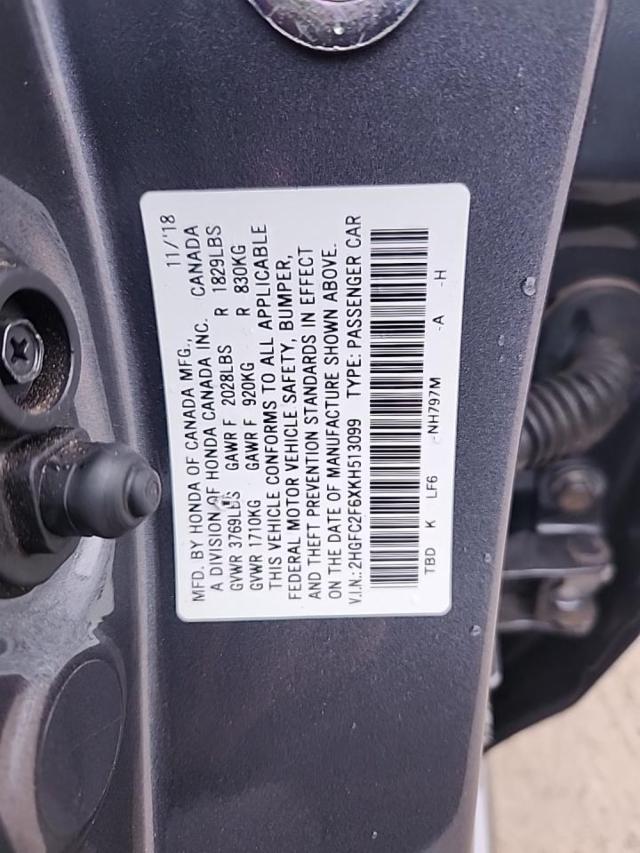 MFD. BY HONDA OF CANADA MFG., 11/'18
A DIVISION OF HONDA CANADA INC. CANADA
GVWR 3769LBS GAWR F 2028LBS R 1829LBS
GVWR 1710KG GAWR F 920KG R 830KG
THIS VEHICLE CONFORMS TO ALL APPLICABLE
FEDERAL MOTOR VEHICLE SAFETY, BUMPER,
AND THEFT PREVENTION STANDARDS IN EFFECT
ON THE DATE OF MANUFACTURE SHOWN ABOVE.
V.I.N.: 2HGFC2F6XKH513099 TYPE: PASSENGER CAR
TBD K LF6 -NH797M -A -H